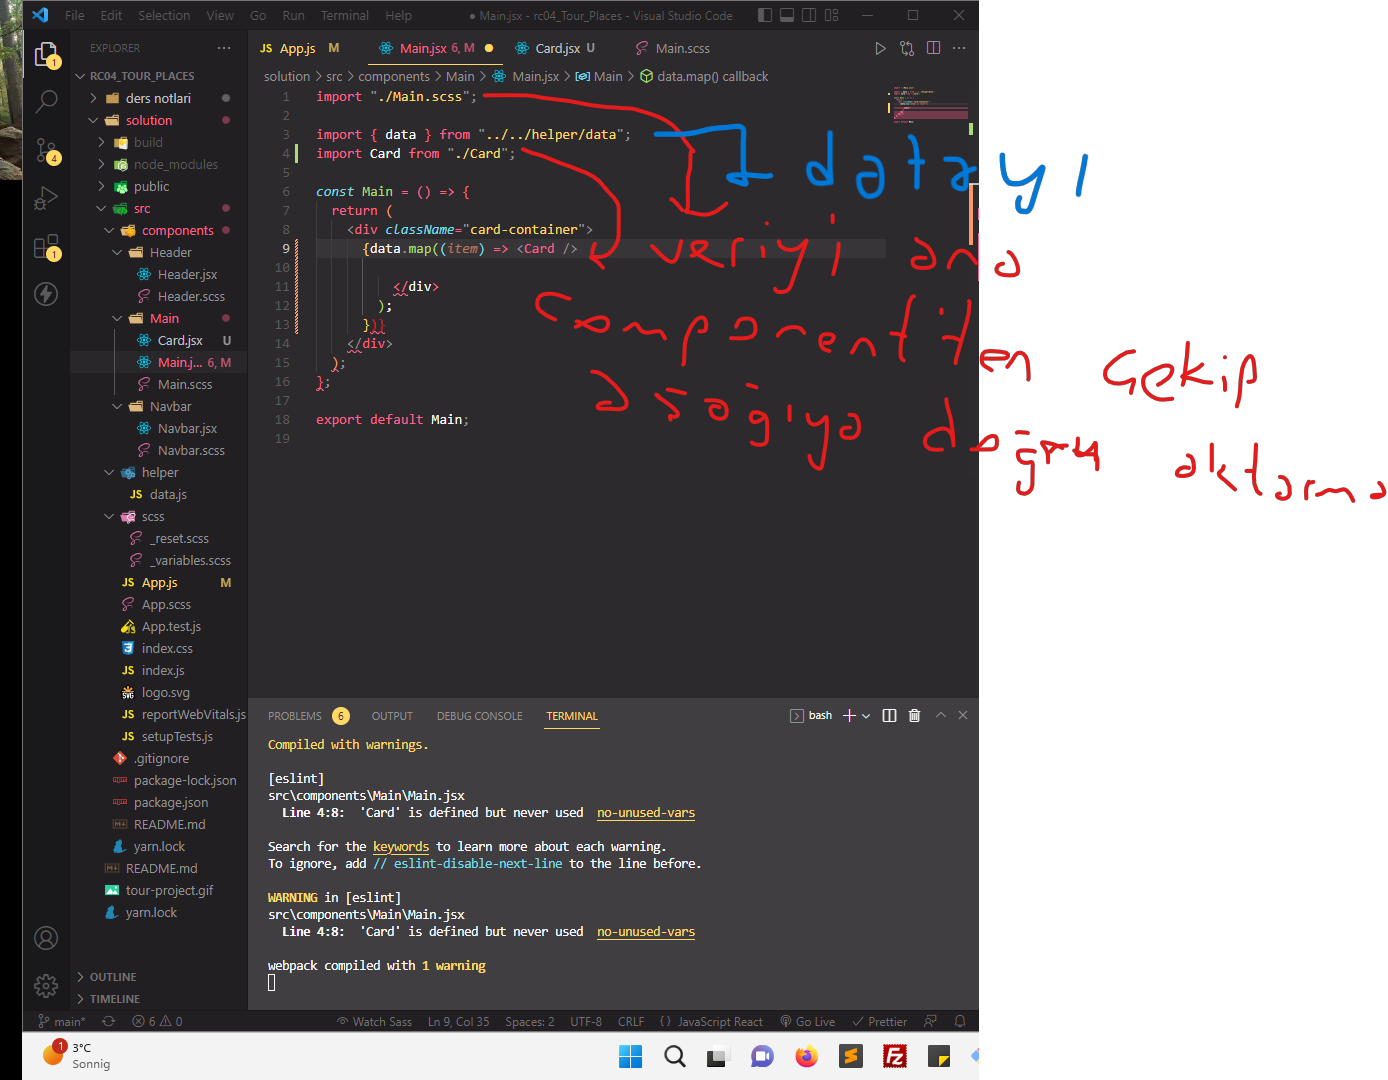 File Edit Selection View Go Run Terminal Help
● Main.jsx - rc04_Tour_Places - Visual Studio Code
EXPLORER
RC04_TOUR_PLACES
ders notlari
solution
build
node_modules
public
src
components
Header
Header.jsx
Header.scss
Main
Card.jsx U
Main.j... 6, M
Main.scss
Navbar
Navbar.jsx
Navbar.scss
helper
JS data.js
scss
_reset.scss
_variables.scss
JS App.js M
App.scss
App.test.js
index.css
JS index.js
logo.svg
JS reportWebVitals.js
JS setupTests.js
.gitignore
package-lock.json
package.json
README.md
yarn.lock
README.md
tour-project.gif
yarn.lock
OUTLINE
TIMELINE
1
4
1
JS App.js M
Main.jsx 6, M ●
Card.jsx U
Main.scss
solution > src > components > Main > Main.jsx > Main > data.map() callback
1 import "./Main.scss";
2
3 import { data } from "../../helper/data";
4 import Card from "./Card";
5
6 const Main = () => {
7 return (
8 <div className="card-container">
9 {data.map((item) => <Card />
10
11 </div>
12 );
13 })}
14 </div>
15 );
16 };
17
18 export default Main;
19
datayı
veriyi ana
componentiten çekip
aşağıya doğru aktarma
PROBLEMS 6 OUTPUT DEBUG CONSOLE TERMINAL
bash
Compiled with warnings.
[eslint]
src\components\Main\Main.jsx
Line 4:8: 'Card' is defined but never used no-unused-vars
Search for the keywords to learn more about each warning.
To ignore, add // eslint-disable-next-line to the line before.
WARNING in [eslint]
src\components\Main\Main.jsx
Line 4:8: 'Card' is defined but never used no-unused-vars
webpack compiled with 1 warning
main* 6 0
Watch Sass Ln 9, Col 35 Spaces: 2 UTF-8 CRLF {} JavaScript React Go Live Prettier
1
3°C
Sonnig